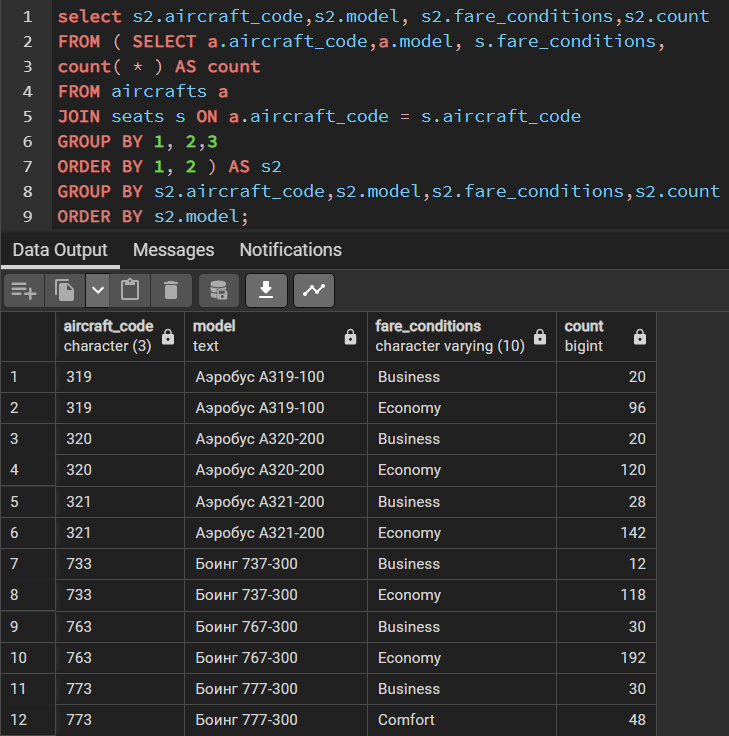 1 select s2.aircraft_code,s2.model, s2.fare_conditions,s2.count
2 FROM ( SELECT a.aircraft_code,a.model, s.fare_conditions,
3 count( * ) AS count
4 FROM aircrafts a
5 JOIN seats s ON a.aircraft_code = s.aircraft_code
6 GROUP BY 1, 2,3
7 ORDER BY 1, 2 ) AS s2
8 GROUP BY s2.aircraft_code,s2.model,s2.fare_conditions,s2.count
9 ORDER BY s2.model;
Data Output Messages Notifications
aircraft_code model fare_conditions count
character (3) text character varying (10) bigint
1 319 Аэробус A319-100 Business 20
2 319 Аэробус A319-100 Economy 96
3 320 Аэробус A320-200 Business 20
4 320 Аэробус A320-200 Economy 120
5 321 Аэробус A321-200 Business 28
6 321 Аэробус A321-200 Economy 142
7 733 Боинг 737-300 Business 12
8 733 Боинг 737-300 Economy 118
9 763 Боинг 767-300 Business 30
10 763 Боинг 767-300 Economy 192
11 773 Боинг 777-300 Business 30
12 773 Боинг 777-300 Comfort 48